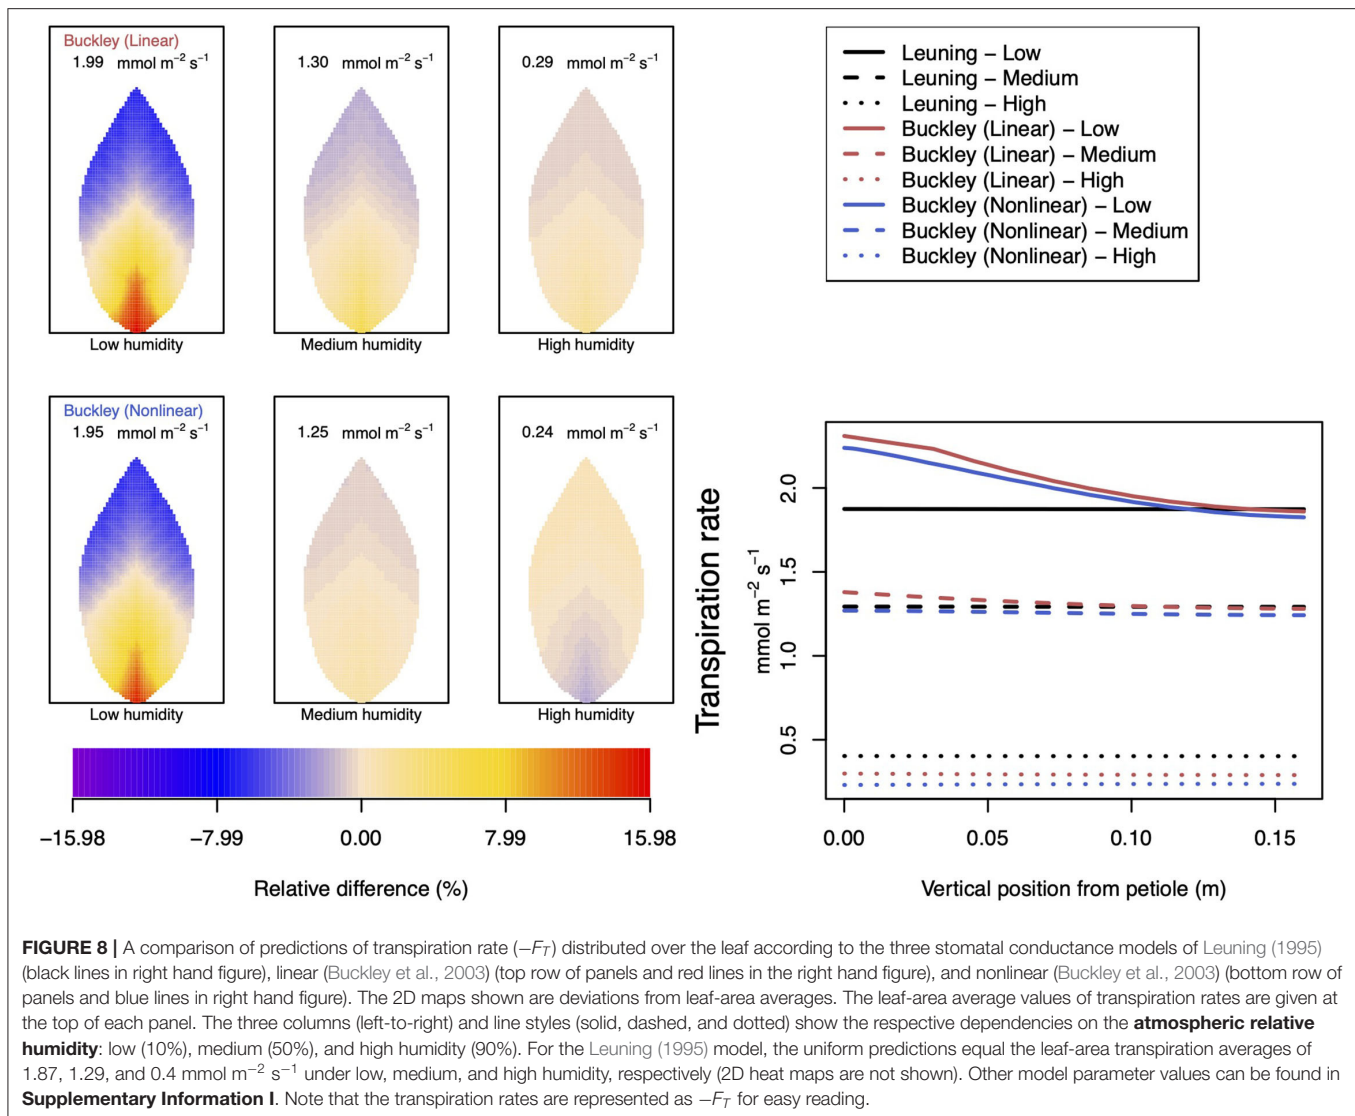 Buckley (Linear)
1.99 mmol m−2 s−1
1.30 mmol m−2 s−1
0.29 mmol m−2 s−1
Low humidity
Medium humidity
High humidity
Buckley (Nonlinear)
1.95 mmol m−2 s−1
1.25 mmol m−2 s−1
0.24 mmol m−2 s−1
Low humidity
Medium humidity
High humidity
−15.98
−7.99
0.00
7.99
15.98
Relative difference (%)
Leuning − Low
Leuning − Medium
Leuning − High
Buckley (Linear) − Low
Buckley (Linear) − Medium
Buckley (Linear) − High
Buckley (Nonlinear) − Low
Buckley (Nonlinear) − Medium
Buckley (Nonlinear) − High
Transpiration rate
mmol m−2 s−1
2.0
1.5
1.0
0.5
0.00
0.05
0.10
0.15
Vertical position from petiole (m)
FIGURE 8 | A comparison of predictions of transpiration rate (−FT) distributed over the leaf according to the three stomatal conductance models of Leuning (1995)
(black lines in right hand figure), linear (Buckley et al., 2003) (top row of panels and red lines in the right hand figure), and nonlinear (Buckley et al., 2003) (bottom row of
panels and blue lines in right hand figure). The 2D maps shown are deviations from leaf-area averages. The leaf-area average values of transpiration rates are given at
the top of each panel. The three columns (left-to-right) and line styles (solid, dashed, and dotted) show the respective dependencies on the atmospheric relative
humidity: low (10%), medium (50%), and high humidity (90%). For the Leuning (1995) model, the uniform predictions equal the leaf-area transpiration averages of
1.87, 1.29, and 0.4 mmol m−2 s−1 under low, medium, and high humidity, respectively (2D heat maps are not shown). Other model parameter values can be found in
Supplementary Information I. Note that the transpiration rates are represented as −FT for easy reading.